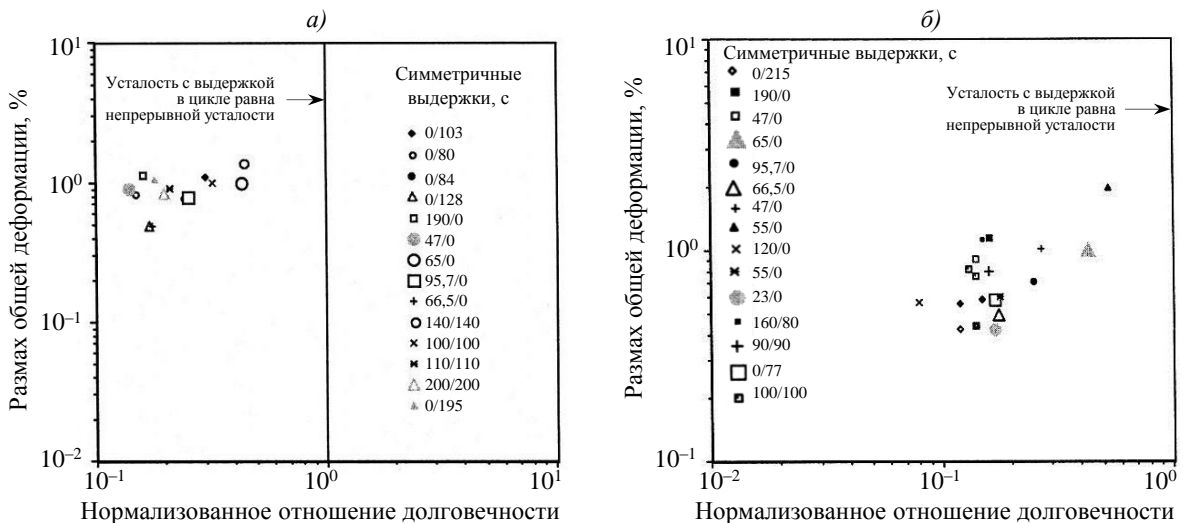 а)
10¹
10⁰
10⁻¹
10⁻²
Размах общей деформации, %
Усталость с выдержкой
в цикле равна
непрерывной усталости
Симметричные
выдержки, с
0/103
0/80
0/84
0/128
190/0
47/0
65/0
95,7/0
66,5/0
140/140
100/100
110/110
200/200
0/195
10⁻¹
10⁰
10¹
Нормализованное отношение долговечности
б)
10¹
10⁰
10⁻¹
Размах общей деформации, %
Симметричные выдержки, с
0/215
190/0
47/0
65/0
95,7/0
66,5/0
47/0
55/0
120/0
55/0
23/0
160/80
90/90
0/77
100/100
Усталость с выдержкой
в цикле равна
непрерывной усталости
10⁻²
10⁻¹
10⁰
Нормализованное отношение долговечности